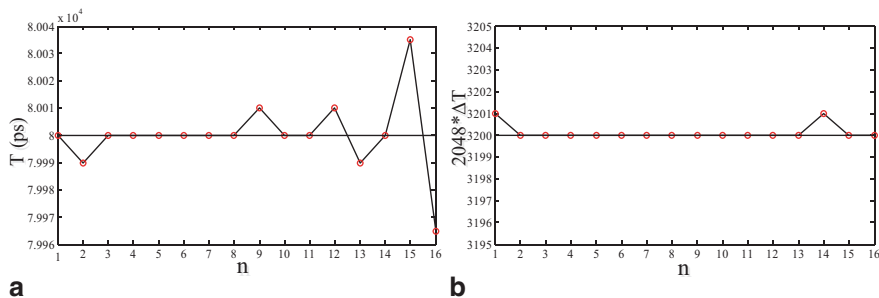 x 10⁴
8.004
8.003
8.002
8.001
8
7.999
7.998
7.997
7.996
T (ps)
1 2 3 4 5 6 7 8 9 10 11 12 13 14 15 16
n
a
3205
3204
3203
3202
3201
3200
3199
3198
3197
3196
3195
2048*ΔT
1 2 3 4 5 6 7 8 9 10 11 12 13 14 15 16
n
b